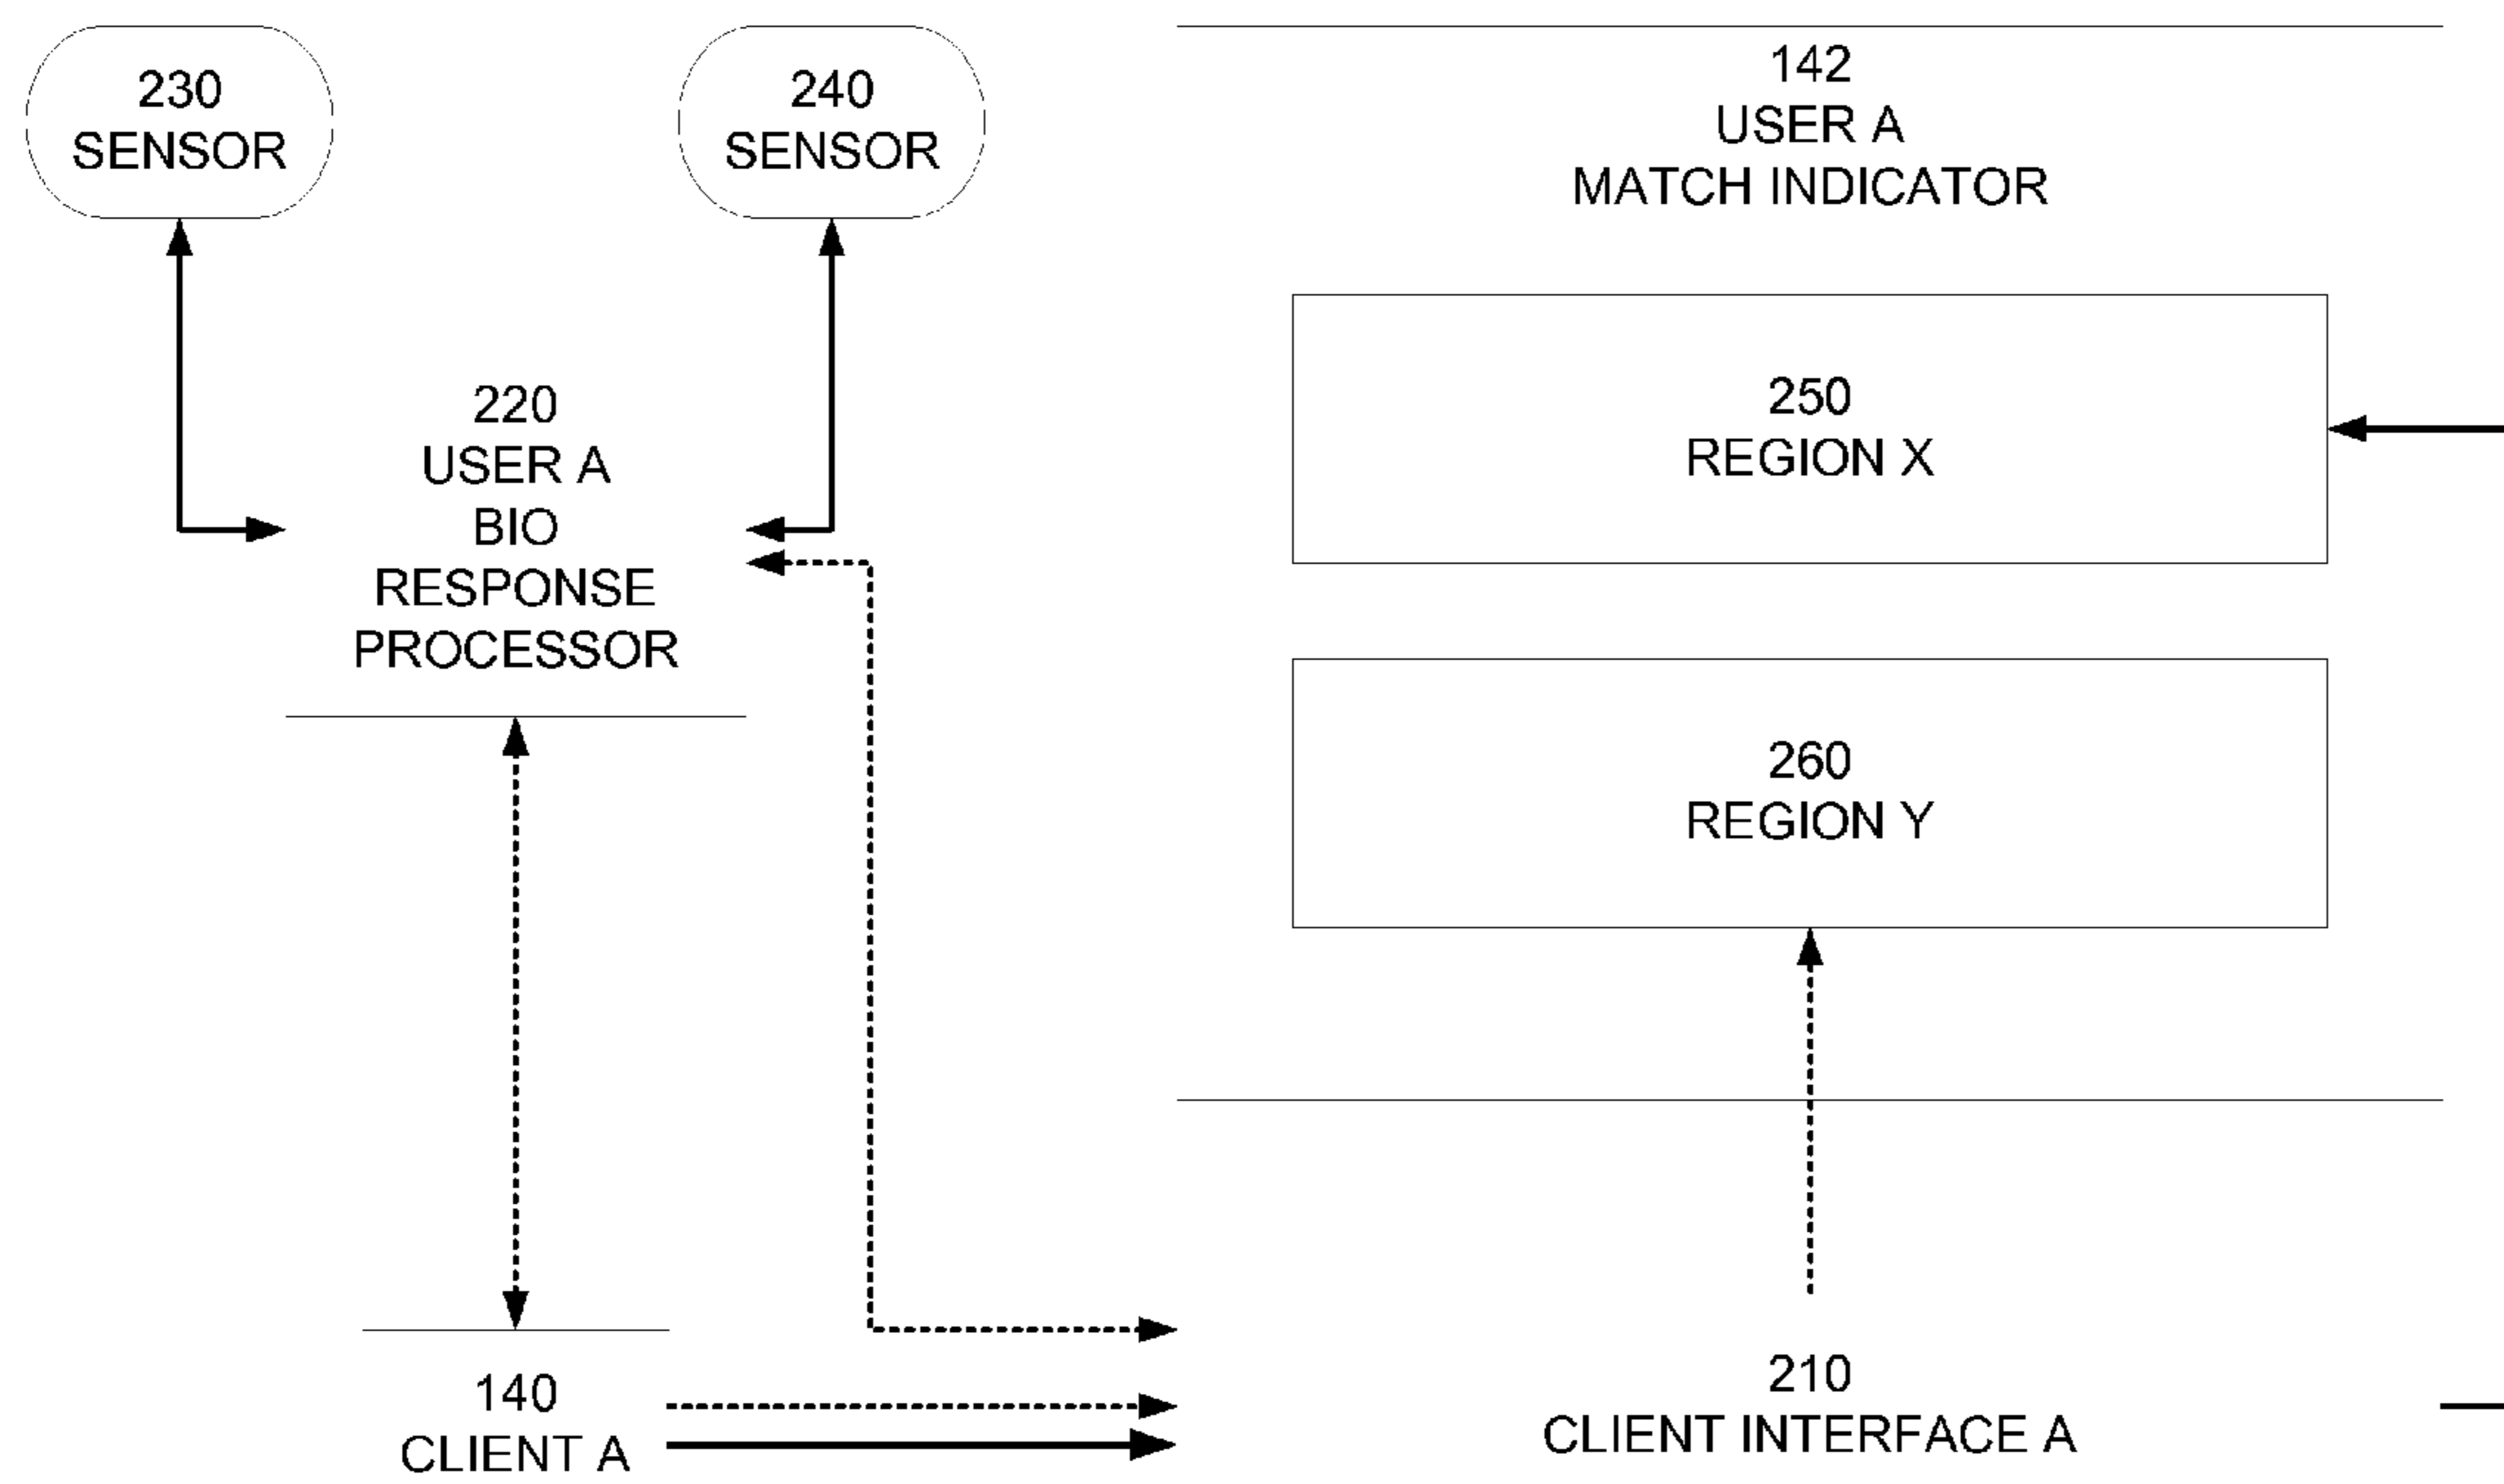 230
SENSOR
240
SENSOR
142
USER A
MATCH INDICATOR
220
USER A
BIO
RESPONSE
PROCESSOR
250
REGION X
260
REGION Y
140
CLIENT A
210
CLIENT INTERFACE A